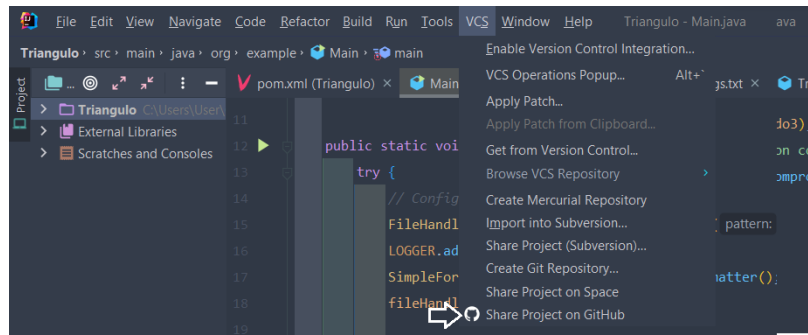 File Edit View Navigate Code Refactor Build Run Tools VCS Window Help Triangulo - Main.java ava
Triangulo › src › main › java › org › example › Main › main
Project
... pom.xml (Triangulo) × Main
gs.txt ×
Triangulo C:\Users\User\
External Libraries
Scratches and Consoles
11
12 public static voi
13 try {
14 // Config
15 FileHandl
16 LOGGER.ad
17 SimpleFor
18 fileHandl
19
Enable Version Control Integration...
VCS Operations Popup... Alt+`
Apply Patch...
Apply Patch from Clipboard...
Get from Version Control...
Browse VCS Repository
Create Mercurial Repository
Import into Subversion...
Share Project (Subversion)...
Create Git Repository...
Share Project on Space
Share Project on GitHub
do3)
on co
ompro
pattern:
matter();